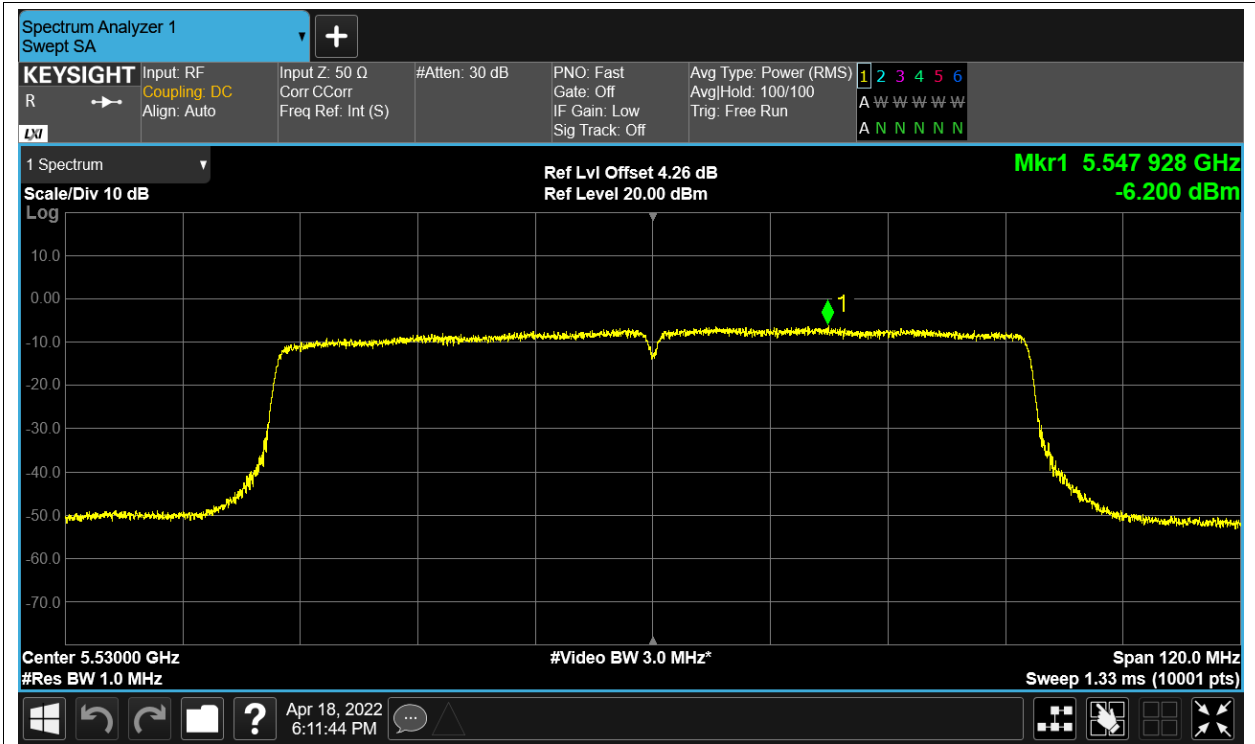 Spectrum Analyzer 1
Swept SA
KEYSIGHT
R
LXI
Input: RF
Coupling: DC
Align: Auto
Input Z: 50 Ω
Corr CCorr
Freq Ref: Int (S)
#Atten: 30 dB
PNO: Fast
Gate: Off
IF Gain: Low
Sig Track: Off
Avg Type: Power (RMS)
Avg|Hold: 100/100
Trig: Free Run
1 2 3 4 5 6
A W W W W W
A N N N N N
1 Spectrum
Scale/Div 10 dB
Log
Ref Lvl Offset 4.26 dB
Ref Level 20.00 dBm
Mkr1 5.547 928 GHz
-6.200 dBm
10.0
0.00
-10.0
-20.0
-30.0
-40.0
-50.0
-60.0
-70.0
1
Center 5.53000 GHz
#Res BW 1.0 MHz
#Video BW 3.0 MHz*
Span 120.0 MHz
Sweep 1.33 ms (10001 pts)
?
Apr 18, 2022
6:11:44 PM